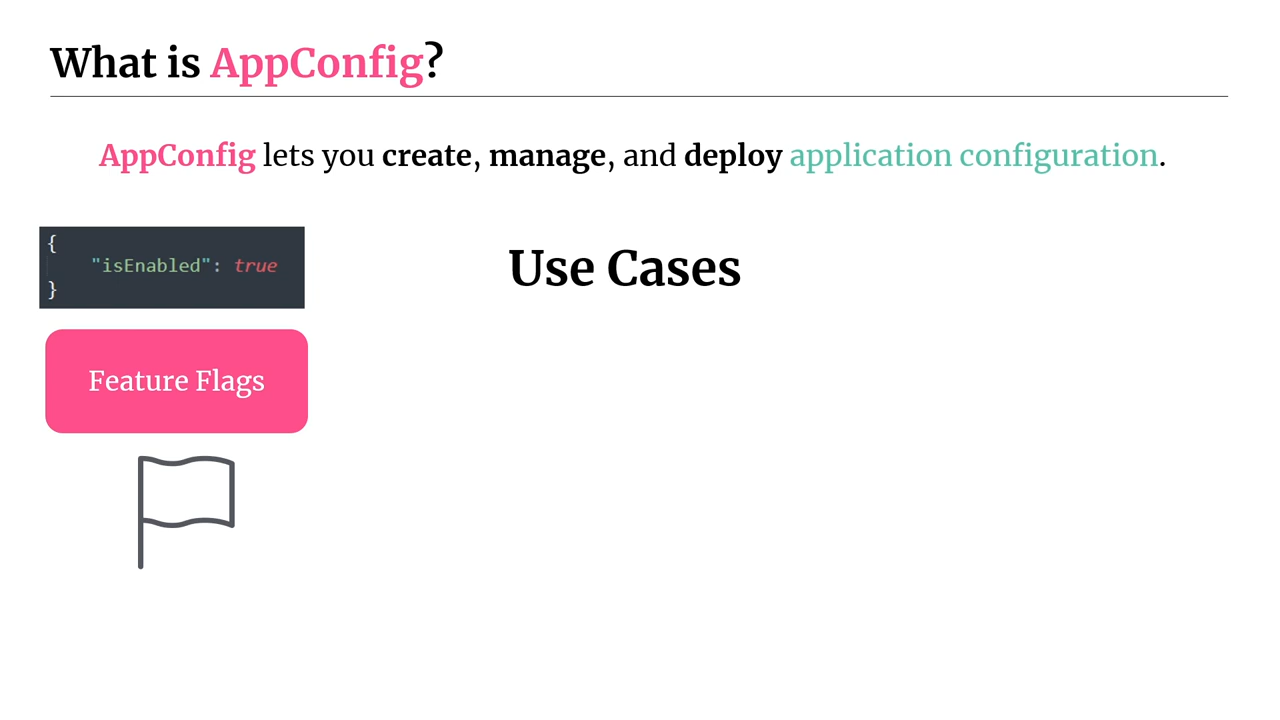 What is AppConfig?
AppConfig lets you create, manage, and deploy application configuration.
{
"isEnabled": true
}
Use Cases
Feature Flags